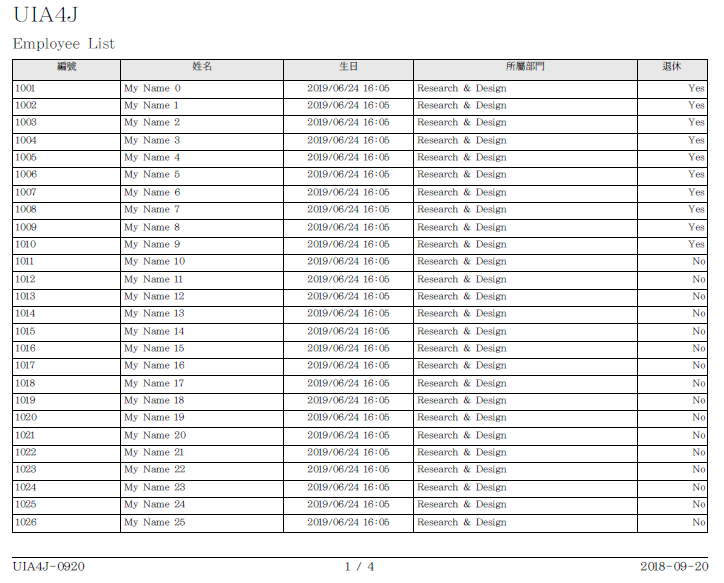 UIA4J
Employee List
編號 姓名 生日 所屬部門 退休
1001 My Name 0 2019/06/24 16:05 Research & Design Yes
1002 My Name 1 2019/06/24 16:05 Research & Design Yes
1003 My Name 2 2019/06/24 16:05 Research & Design Yes
1004 My Name 3 2019/06/24 16:05 Research & Design Yes
1005 My Name 4 2019/06/24 16:05 Research & Design Yes
1006 My Name 5 2019/06/24 16:05 Research & Design Yes
1007 My Name 6 2019/06/24 16:05 Research & Design Yes
1008 My Name 7 2019/06/24 16:05 Research & Design Yes
1009 My Name 8 2019/06/24 16:05 Research & Design Yes
1010 My Name 9 2019/06/24 16:05 Research & Design Yes
1011 My Name 10 2019/06/24 16:05 Research & Design No
1012 My Name 11 2019/06/24 16:05 Research & Design No
1013 My Name 12 2019/06/24 16:05 Research & Design No
1014 My Name 13 2019/06/24 16:05 Research & Design No
1015 My Name 14 2019/06/24 16:05 Research & Design No
1016 My Name 15 2019/06/24 16:05 Research & Design No
1017 My Name 16 2019/06/24 16:05 Research & Design No
1018 My Name 17 2019/06/24 16:05 Research & Design No
1019 My Name 18 2019/06/24 16:05 Research & Design No
1020 My Name 19 2019/06/24 16:05 Research & Design No
1021 My Name 20 2019/06/24 16:05 Research & Design No
1022 My Name 21 2019/06/24 16:05 Research & Design No
1023 My Name 22 2019/06/24 16:05 Research & Design No
1024 My Name 23 2019/06/24 16:05 Research & Design No
1025 My Name 24 2019/06/24 16:05 Research & Design No
1026 My Name 25 2019/06/24 16:05 Research & Design No
UIA4J-0920 1 / 4 2018-09-20